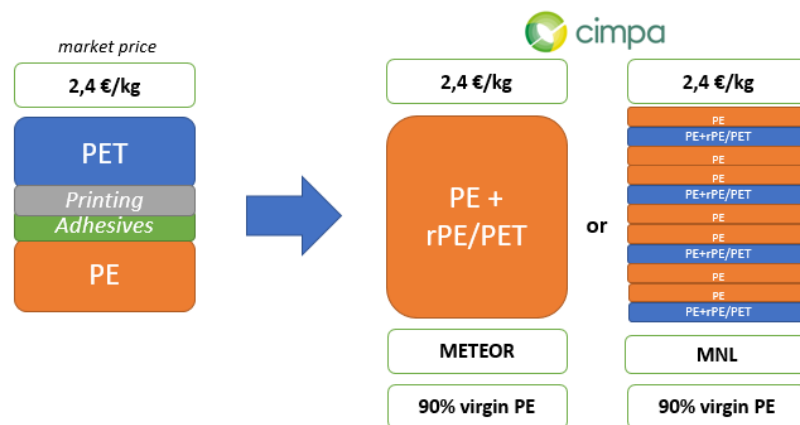 market price
2,4 €/kg
PET
Printing
Adhesives
PE
cimpa
2,4 €/kg
PE +
rPE/PET
METEOR
90% virgin PE
or
2,4 €/kg
PE
PE+rPE/PET
PE
PE
PE+rPE/PET
PE
PE
PE+rPE/PET
PE
PE
PE+rPE/PET
MNL
90% virgin PE